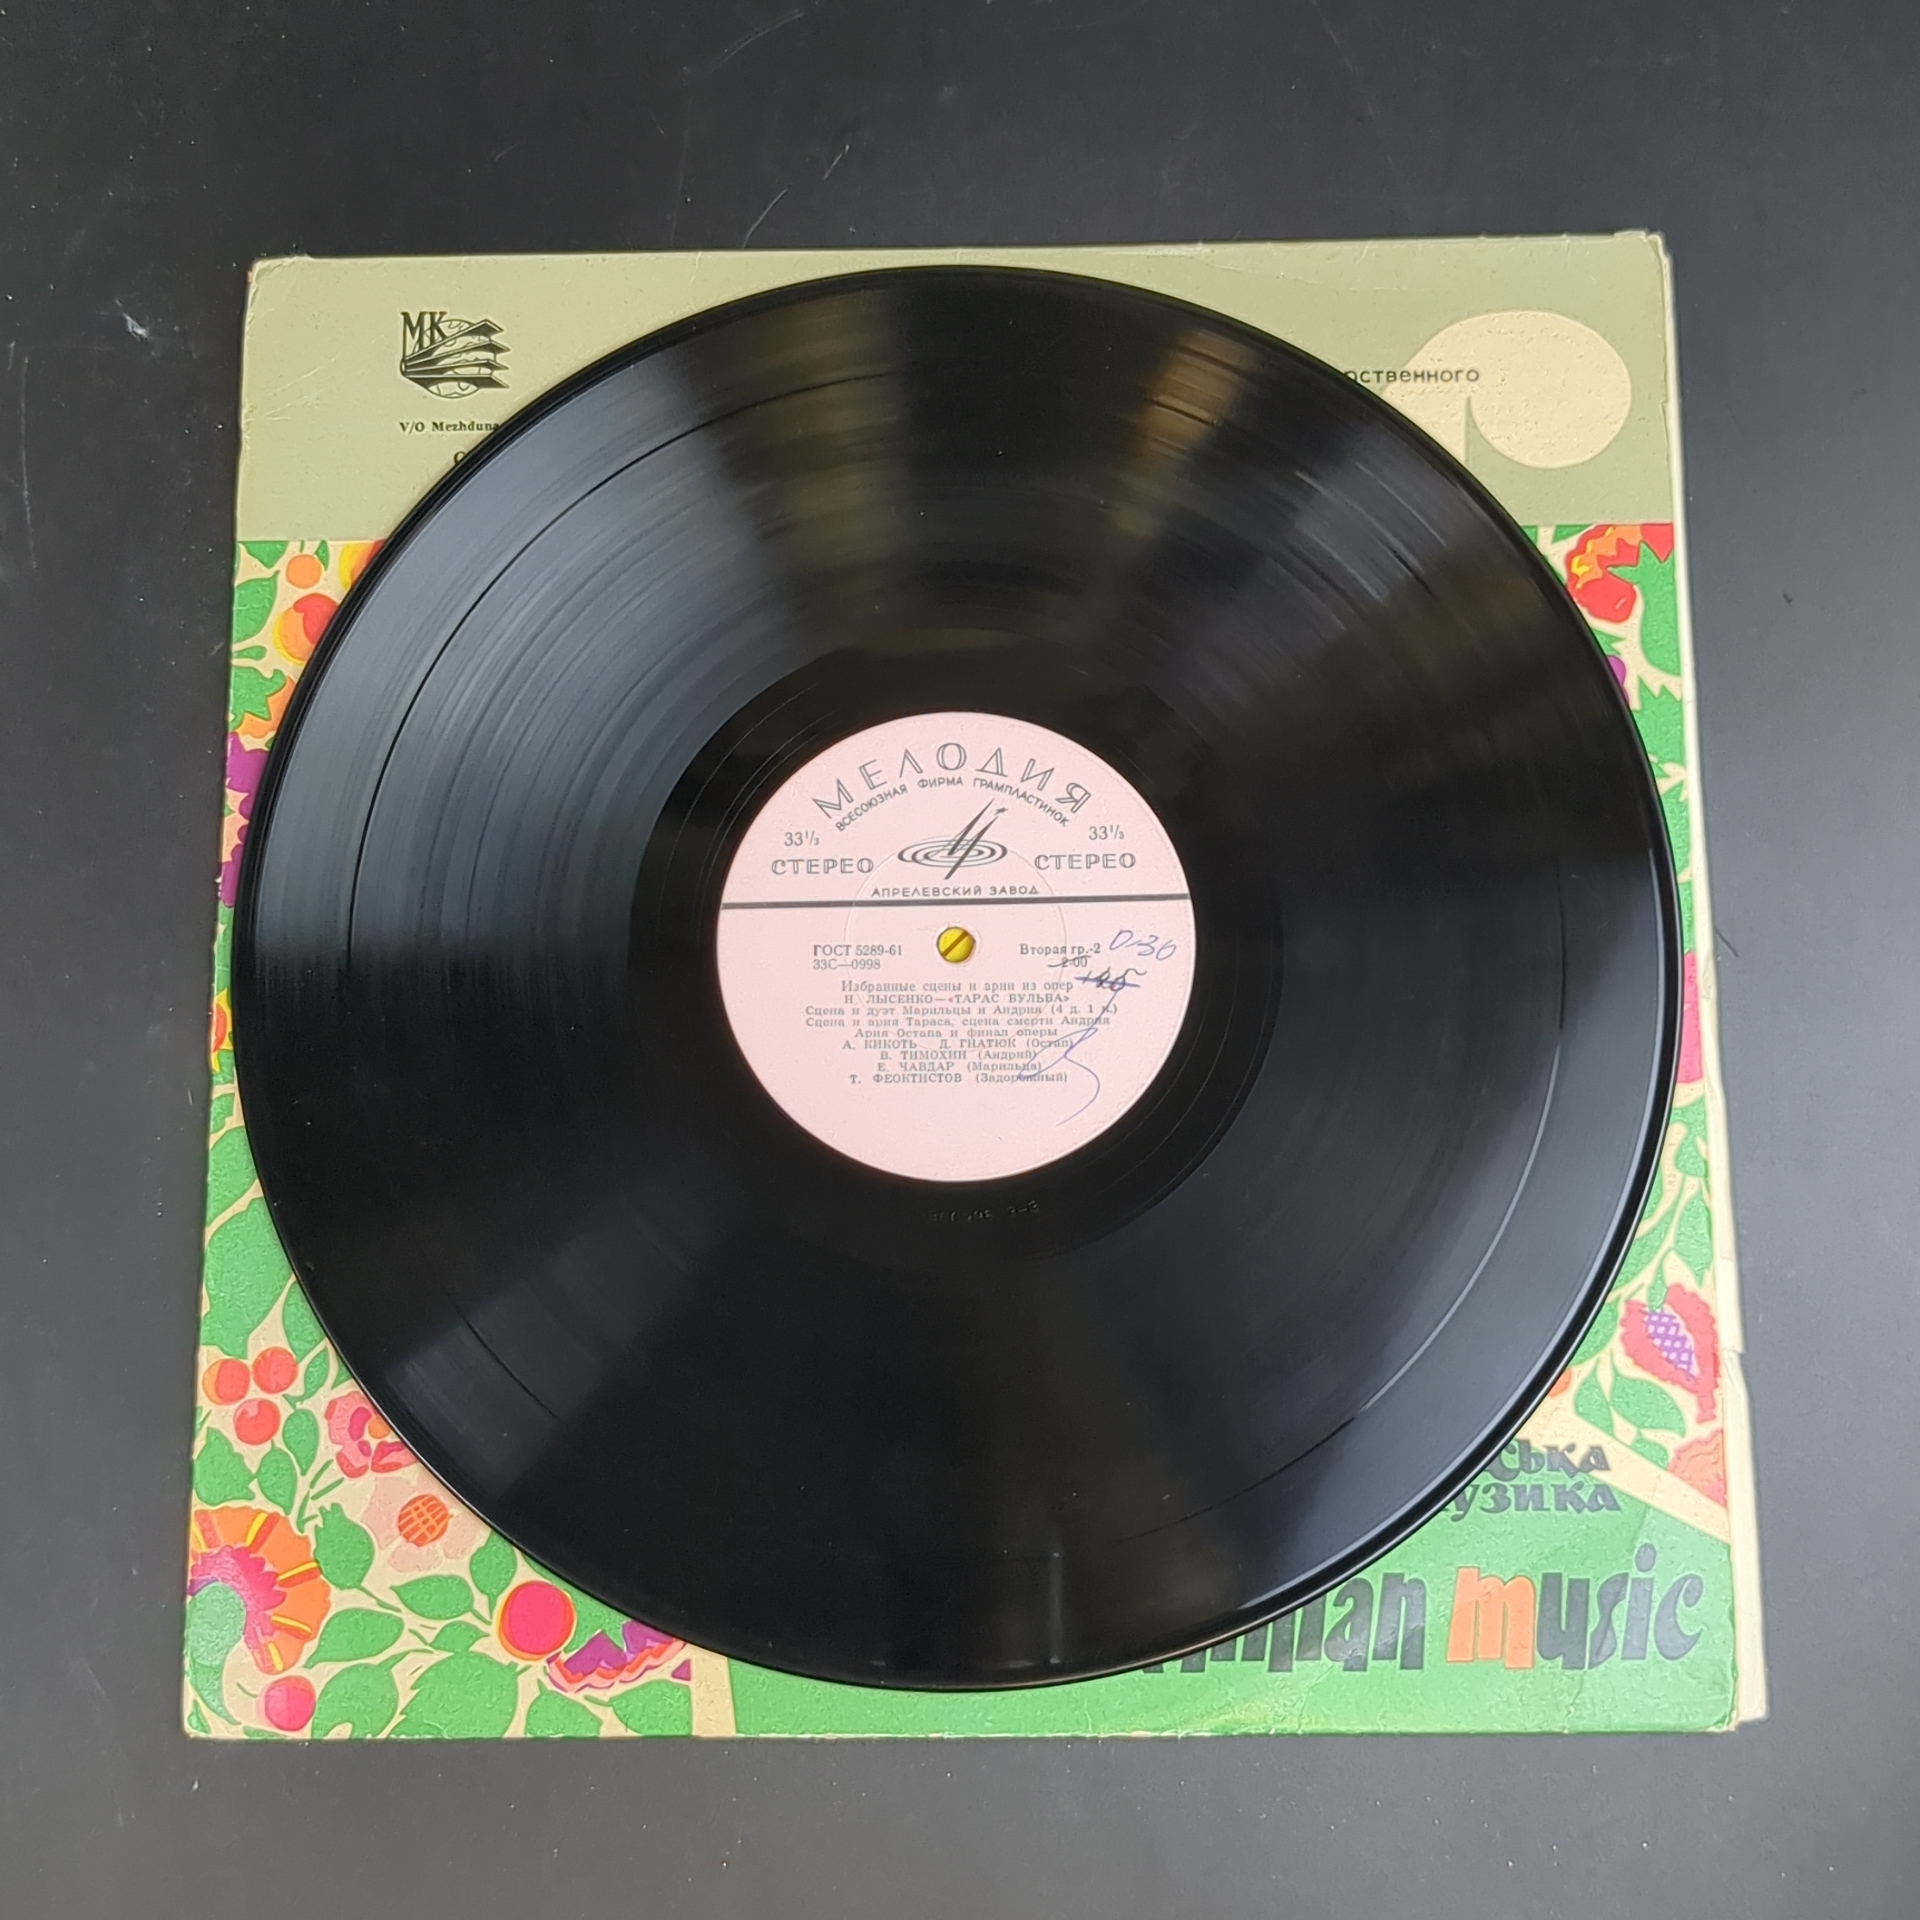 МК
V/O Mezhduna
рственного
МЕЛОДИЯ
ВСЕСОЮЗНАЯ ФИРМА ГРАМПЛАСТИНОК
33⅓ 33⅓
СТЕРЕО СТЕРЕО
АПРЕЛЕВСКИЙ ЗАВОД
ГОСТ 5289-61 Вторая гр.-2 0-30
33С—0998 2-00
Избранные сцены и арии из опер
Н. ЛЫСЕНКО—«ТАРАС БУЛЬБА»
Сцена и дуэт Марильцы и Андрия (4 д. 1 к.)
Сцена и ария Тараса, сцена смерти Андрия
Ария Остапа и финал оперы
А. КИКОТЬ Д. ГНАТЮК (Остап)
В. ТИМОХИН (Андрий)
Е. ЧАВДАР (Марильца)
Т. ФЕОКТИСТОВ (Задорожный)
ська
музика
music